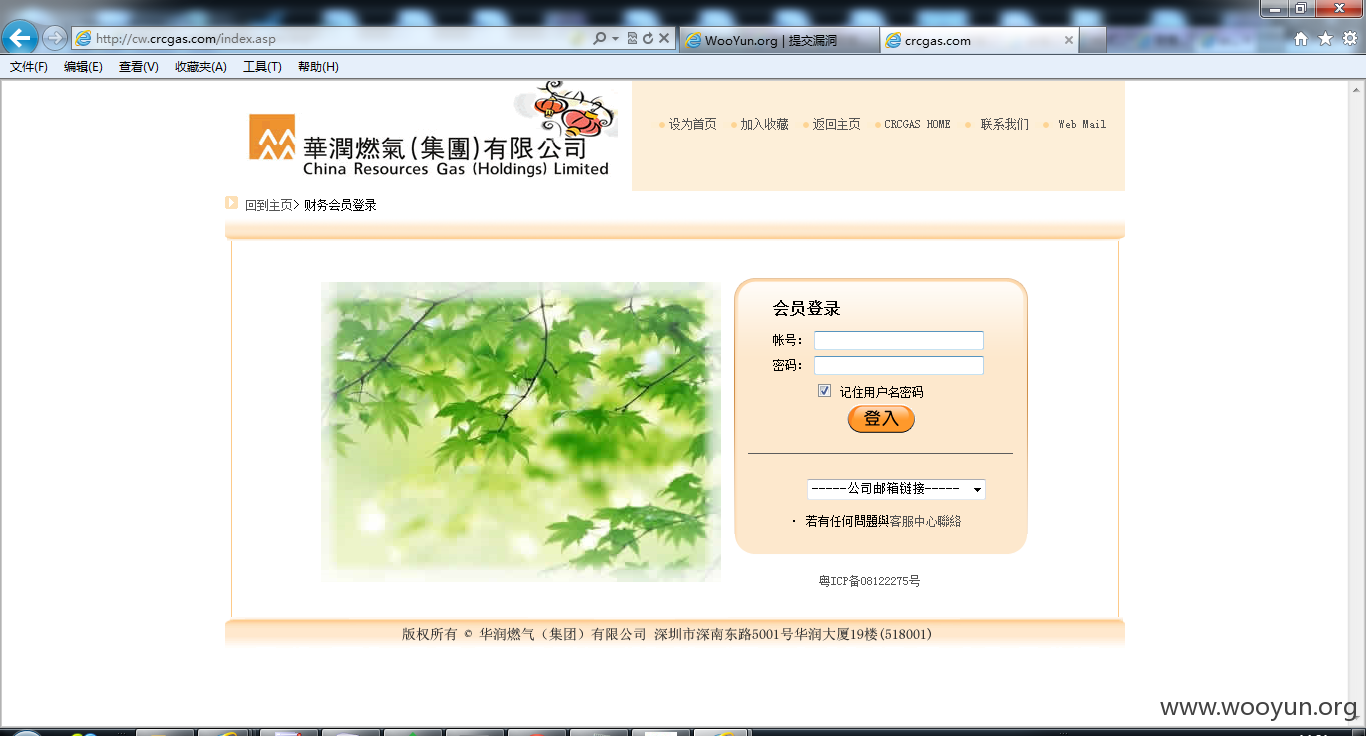 http://cw.crcgas.com/index.asp
WooYun.org | 提交漏洞
crcgas.com
文件(F) 编辑(E) 查看(V) 收藏夹(A) 工具(T) 帮助(H)
華潤燃氣(集團)有限公司
China Resources Gas (Holdings) Limited
设为首页 加入收藏 返回主页 CRCGAS HOME 联系我们 Web Mail
回到主页> 财务会员登录
会员登录
帐号：
密码：
记住用户名密码
登入
-----公司邮箱链接-----
· 若有任何問題與客服中心聯絡
粤ICP备08122275号
版权所有 © 华润燃气（集团）有限公司 深圳市深南东路5001号华润大厦19楼(518001)
www.wooyun.org